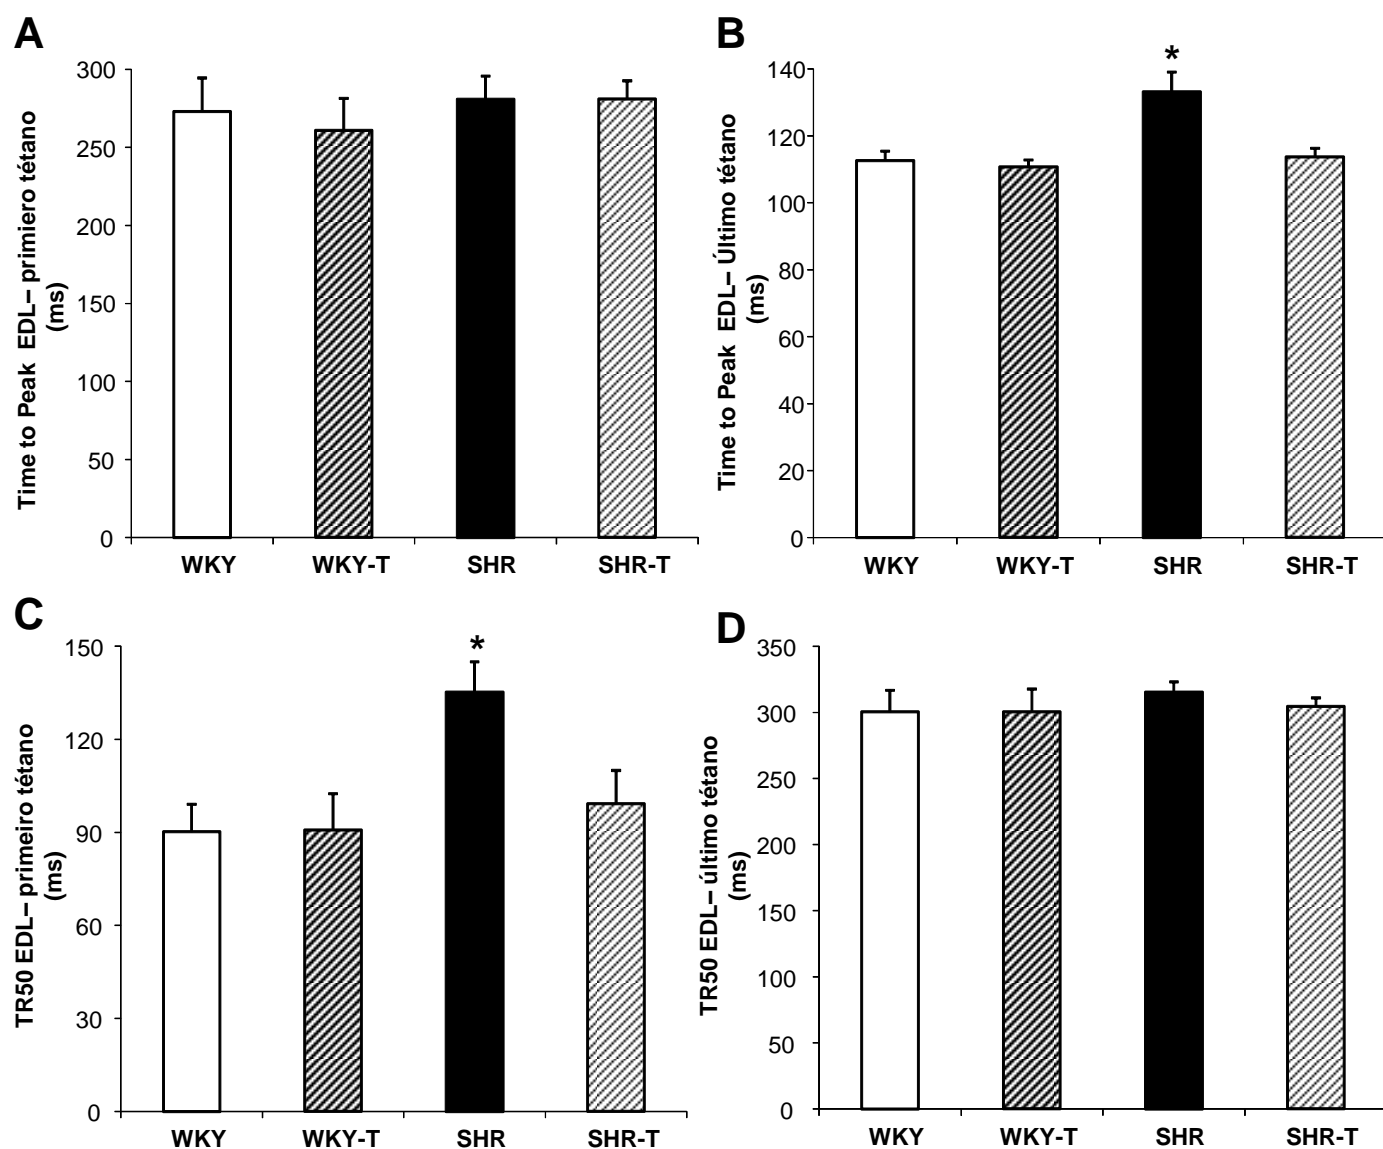 A
300
250
200
150
100
50
0
Time to Peak EDL– primiero tétano
(ms)
WKY WKY-T SHR SHR-T
B
*
140
120
100
80
60
40
20
0
Time to Peak EDL– Último tétano
(ms)
WKY WKY-T SHR SHR-T
C
*
150
120
90
60
30
0
TR50 EDL– primeiro tétano
(ms)
WKY WKY-T SHR SHR-T
D
350
300
250
200
150
100
50
0
TR50 EDL– último tétano
(ms)
WKY WKY-T SHR SHR-T